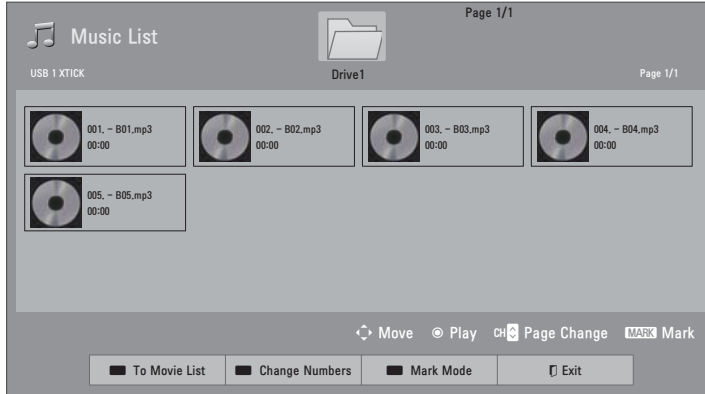 Page 1/1
Music List
Drive1
USB 1 XTICK
Page 1/1
001. - B01.mp3
00:00
002. - B02.mp3
00:00
003. - B03.mp3
00:00
004. - B04.mp3
00:00
005. - B05.mp3
00:00
Move
Play
CH Page Change
MARK Mark
To Movie List
Change Numbers
Mark Mode
Exit